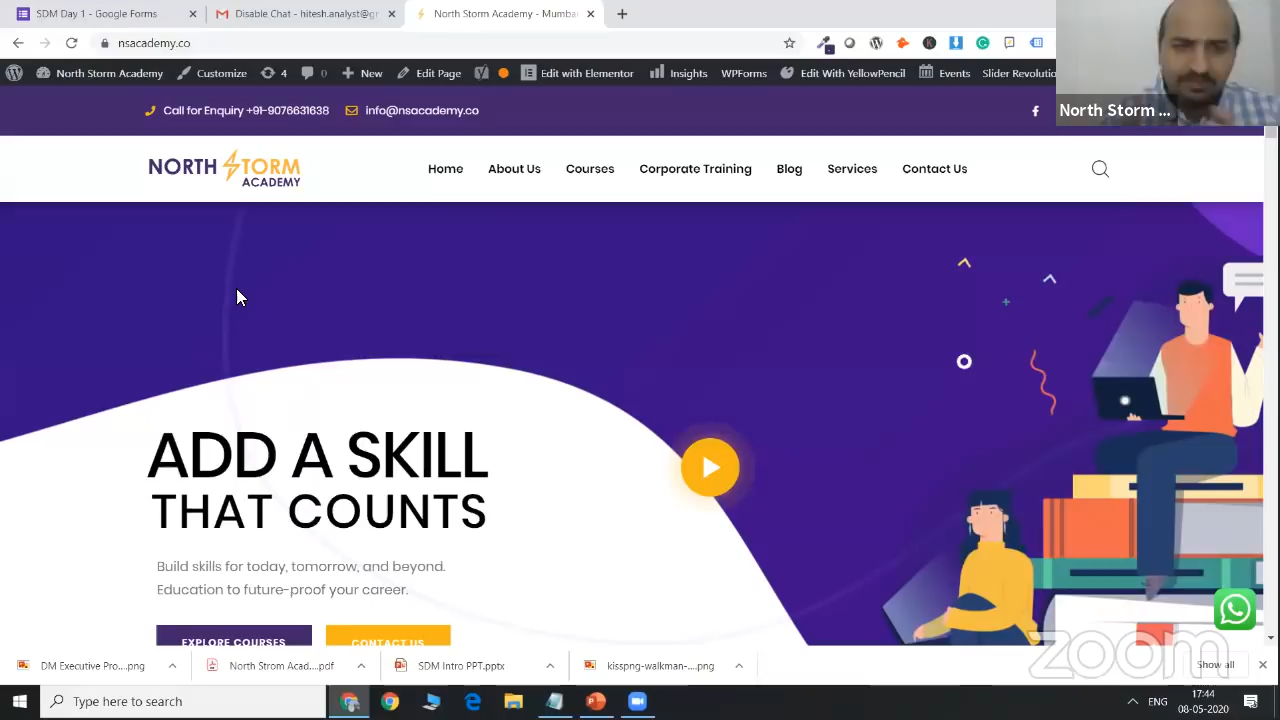 SDM Day 1 - Google Forms
Disable Chat - hitesh.analyst@gr
North Storm Academy - Mumba
nsacademy.co
North Storm Academy
Customize
4
0
New
Edit Page
Edit with Elementor
Insights
WPForms
Edit With YellowPencil
Events
Slider Revolutio
North Storm ...
Call for Enquiry +91-9076631638
info@nsacademy.co
NORTH STORM
ACADEMY
Home
About Us
Courses
Corporate Training
Blog
Services
Contact Us
ADD A SKILL
THAT COUNTS
Build skills for today, tomorrow, and beyond.
Education to future-proof your career.
EXPLORE COURSES
CONTACT US
zoom
DM Executive Pro....png
North Strom Acad....pdf
SDM Intro PPT.pptx
kisspng-walkman-....png
Show all
Type here to search
ENG
17:44
08-05-2020